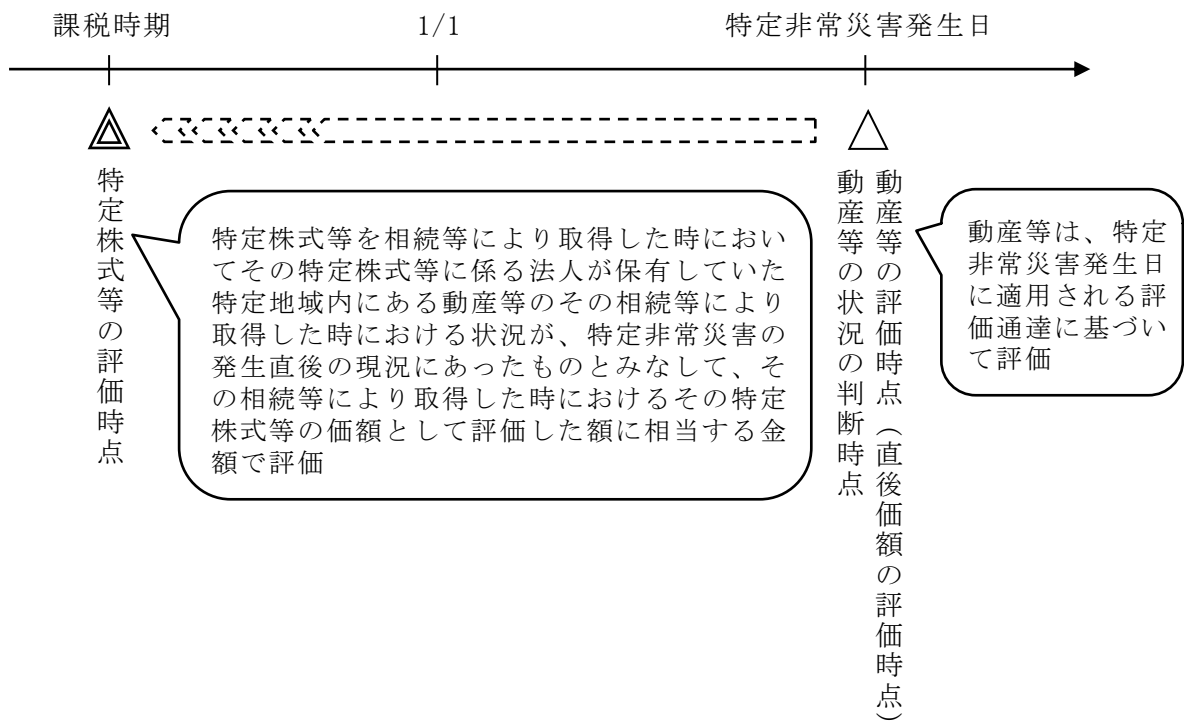 課税時期
1/1
特定非常災害発生日
特定株式等の評価時点
特定株式等を相続等により取得した時におい
てその特定株式等に係る法人が保有していた
特定地域内にある動産等のその相続等により
取得した時における状況が、特定非常災害の
発生直後の現況にあったものとみなして、そ
の相続等により取得した時におけるその特定
株式等の価額として評価した額に相当する金
額で評価
動産等の評価時点（直後価額の評価時点）
動産等の状況の判断時点
動産等は、特定
非常災害発生日
に適用される評
価通達に基づい
て評価